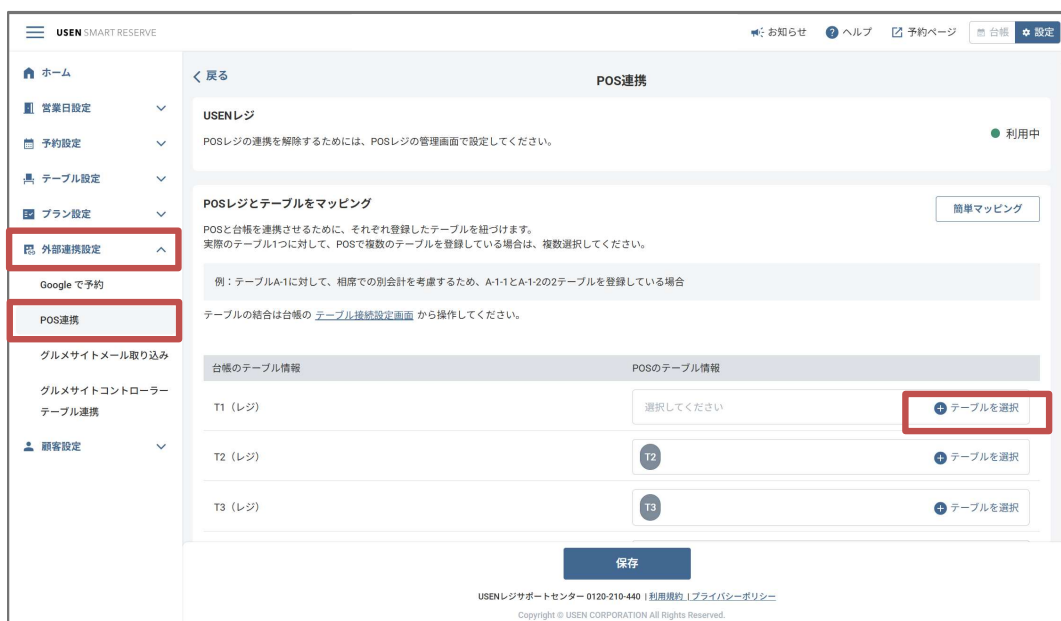 USEN SMART RESERVE
お知らせ
ヘルプ
予約ページ
台帳
設定
ホーム
営業日設定
予約設定
テーブル設定
プラン設定
外部連携設定
Google で予約
POS連携
グルメサイトメール取り込み
グルメサイトコントローラー
テーブル連携
顧客設定
戻る
POS連携
USENレジ
POSレジの連携を解除するためには、POSレジの管理画面で設定してください。
利用中
POSレジとテーブルをマッピング
簡単マッピング
POSと台帳を連携させるために、それぞれ登録したテーブルを紐づけます。
実際のテーブル1つに対して、POSで複数のテーブルを登録している場合は、複数選択してください。
例：テーブルA-1に対して、相席での別会計を考慮するため、A-1-1とA-1-2の2テーブルを登録している場合
テーブルの結合は台帳の テーブル接続設定画面 から操作してください。
台帳のテーブル情報 POSのテーブル情報
T1（レジ） 選択してください テーブルを選択
T2（レジ） T2 テーブルを選択
T3（レジ） T3 テーブルを選択
保存
USENレジサポートセンター 0120-210-440 | 利用規約 | プライバシーポリシー
Copyright © USEN CORPORATION All Rights Reserved.